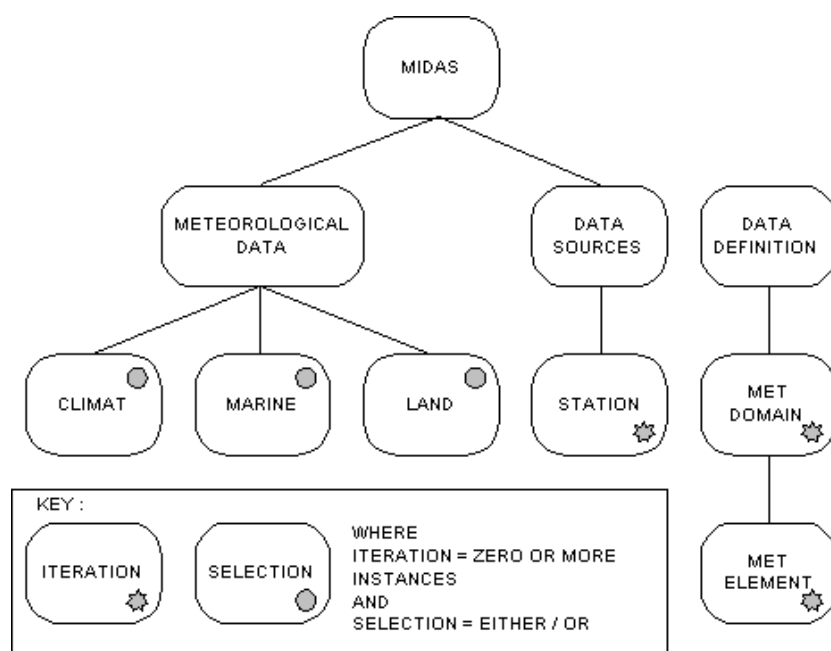 MIDAS
METEOROLOGICAL
DATA
DATA
SOURCES
DATA
DEFINITION
CLIMAT
MARINE
LAND
STATION
MET
DOMAIN
KEY :
ITERATION
SELECTION
WHERE
ITERATION = ZERO OR MORE
INSTANCES
AND
SELECTION = EITHER / OR
MET
ELEMENT